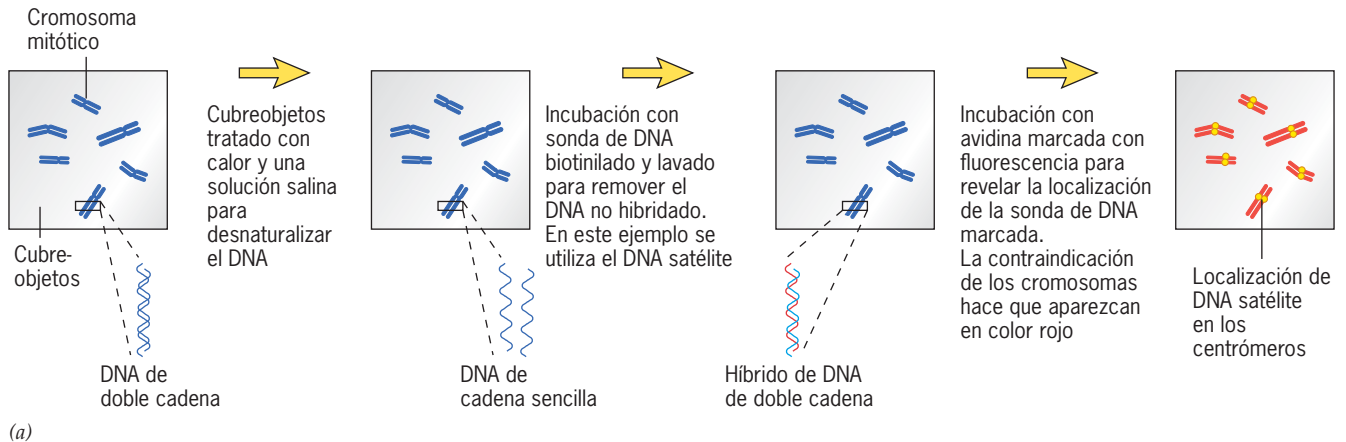 Cromosoma
mitótico
Cubre-
objetos
DNA de
doble cadena
Cubreobjetos
tratado con
calor y una
solución salina
para
desnaturalizar
el DNA
DNA de
cadena sencilla
Incubación con
sonda de DNA
biotinilado y lavado
para remover el
DNA no hibridado.
En este ejemplo se
utiliza el DNA satélite
Híbrido de DNA
de doble cadena
Incubación con
avidina marcada con
fluorescencia para
revelar la localización
de la sonda de DNA
marcada.
La contraindicación
de los cromosomas
hace que aparezcan
en color rojo
Localización de
DNA satélite
en los
centrómeros
(a)